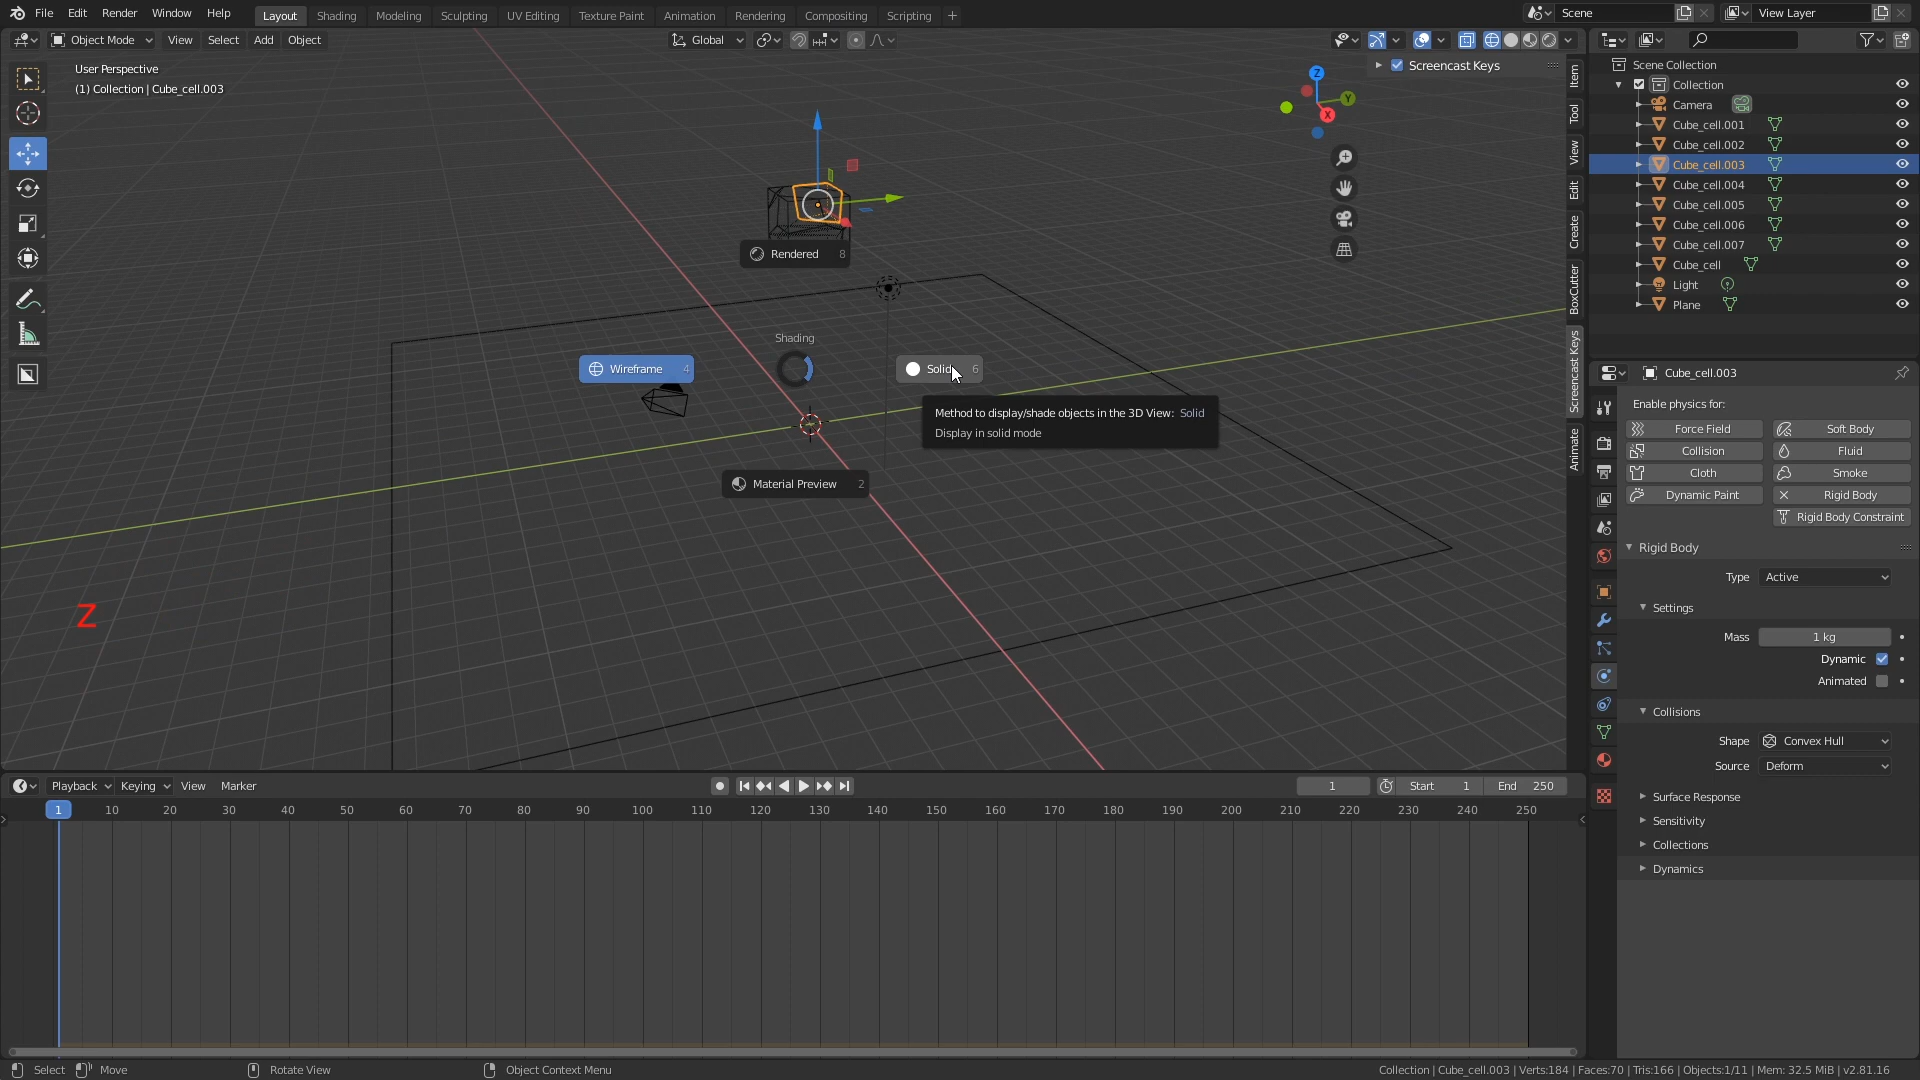 File Edit Render Window Help Layout Shading Modeling Sculpting UV Editing Texture Paint Animation Rendering Compositing Scripting + Scene View Layer
Object Mode View Select Add Object Global
User Perspective
(1) Collection | Cube_cell.003
Screencast Keys
Z
Y
X
Item
Tool
View
Edit
Create
BoxCutter
Screencast Keys
Animate
Rendered 8
Shading
Wireframe 4
Solid 6
Method to display/shade objects in the 3D View: Solid
Display in solid mode
Material Preview 2
Z
Scene Collection
Collection
Camera
Cube_cell.001
Cube_cell.002
Cube_cell.003
Cube_cell.004
Cube_cell.005
Cube_cell.006
Cube_cell.007
Cube_cell
Light
Plane
Cube_cell.003
Enable physics for:
Force Field Soft Body
Collision Fluid
Cloth Smoke
Dynamic Paint Rigid Body
Rigid Body Constraint
Rigid Body
Type Active
Settings
Mass 1 kg
Dynamic
Animated
Collisions
Shape Convex Hull
Source Deform
Surface Response
Sensitivity
Collections
Dynamics
Playback Keying View Marker 1 Start 1 End 250
1 10 20 30 40 50 60 70 80 90 100 110 120 130 140 150 160 170 180 190 200 210 220 230 240 250
Select Move Rotate View Object Context Menu Collection | Cube_cell.003 | Verts:184 | Faces:70 | Tris:166 | Objects:1/11 | Mem: 32.5 MiB | v2.81.16